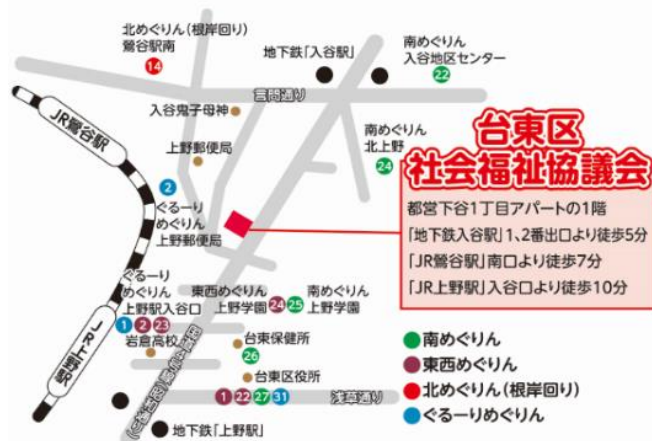 北めぐりん(根岸回り)
鶯谷駅南
14
地下鉄「入谷駅」
南めぐりん
入谷地区センター
22
言問通り
JR鶯谷駅
入谷鬼子母神
上野郵便局
南めぐりん
北上野
24
台東区
社会福祉協議会
都営下谷1丁目アパートの1階
「地下鉄入谷駅」1、2番出口より徒歩5分
「JR鶯谷駅」南口より徒歩7分
「JR上野駅」入谷口より徒歩10分
2
ぐるーり
めぐりん
上野郵便局
ぐるーり
めぐりん
上野駅入谷口
1 2 23
東西めぐりん
上野学園
24 25
南めぐりん
上野学園
岩倉高校
JR上野駅
台東保健所
26
台東区役所
1 22 27 31
浅草通り
地下鉄「上野駅」
南めぐりん
東西めぐりん
北めぐりん(根岸回り)
ぐるーりめぐりん